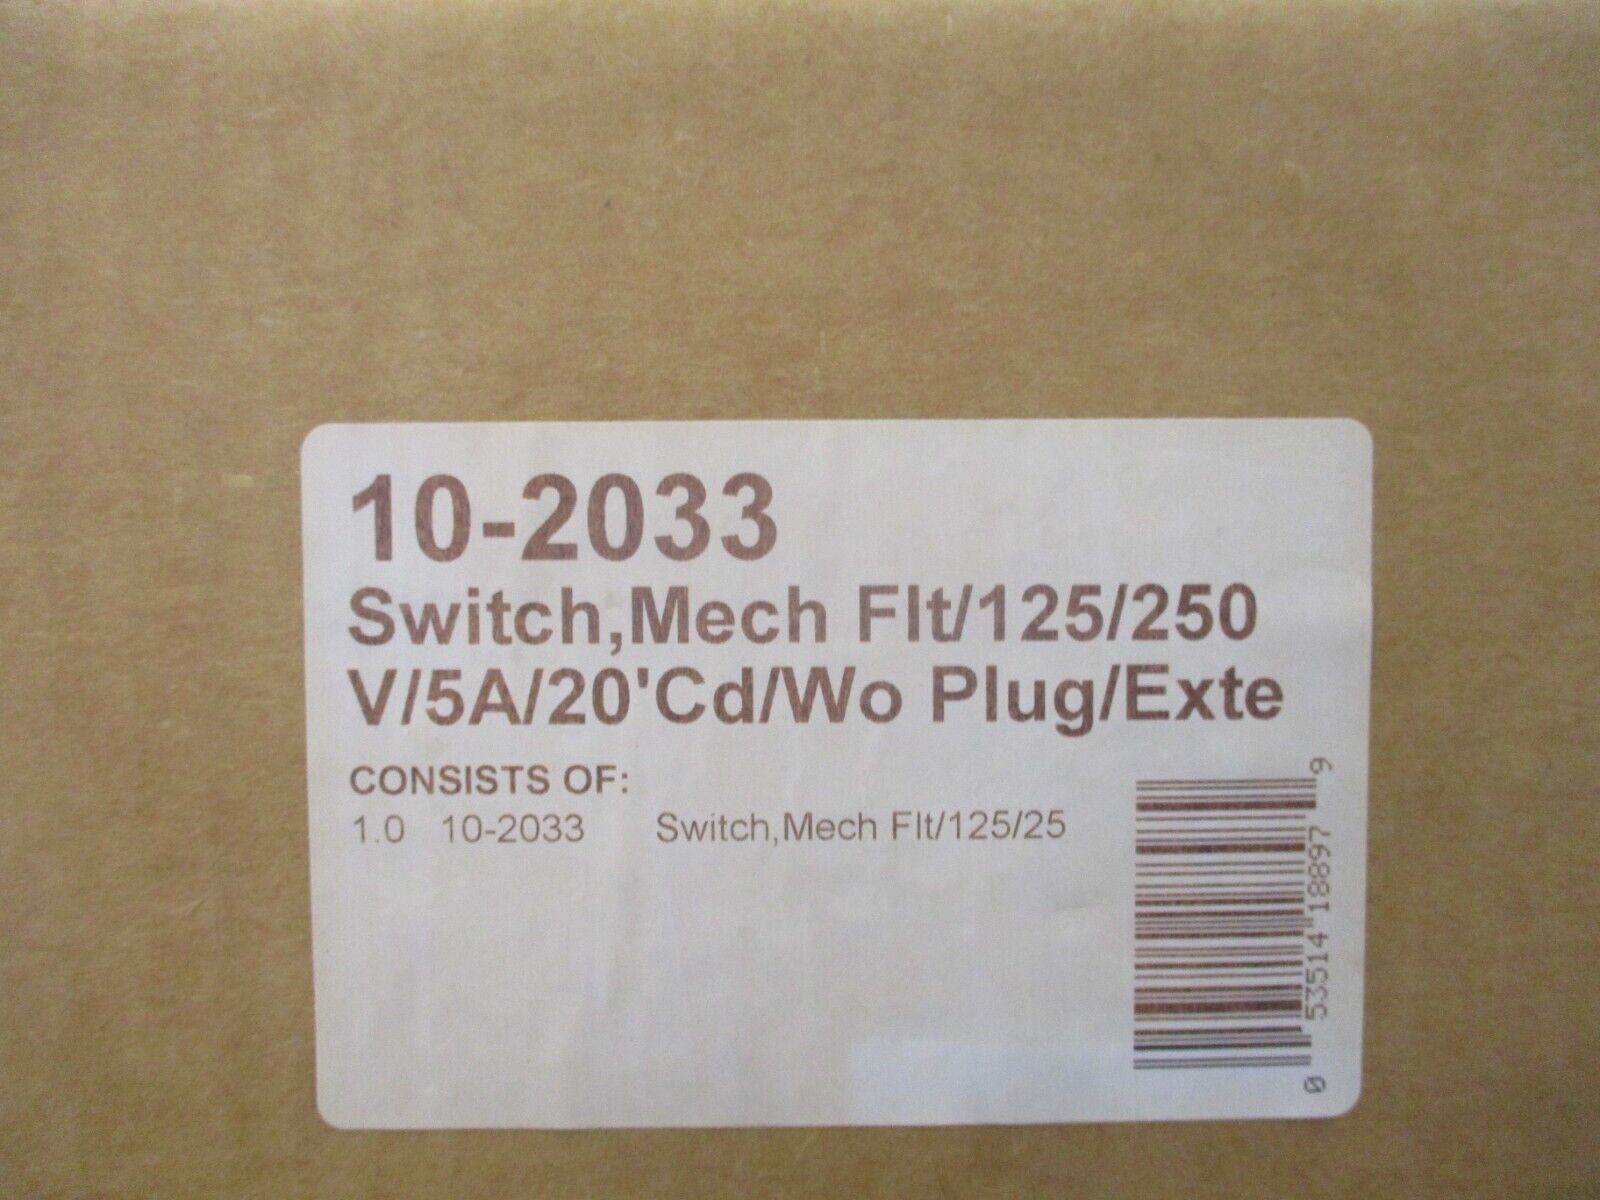 10-2033
Switch,Mech Flt/125/250
V/5A/20'Cd/Wo Plug/Exte
CONSISTS OF:
1.0 10-2033 Switch,Mech Flt/125/25
0 53514 18897 9